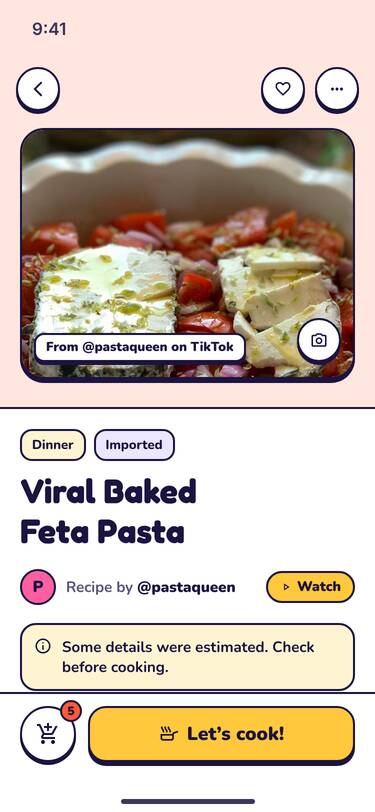 9:41
From @pastaqueen on TikTok
Dinner
Imported
Viral Baked
Feta Pasta
P
Recipe by @pastaqueen
Watch
Some details were estimated. Check
before cooking.
5
Let's cook!